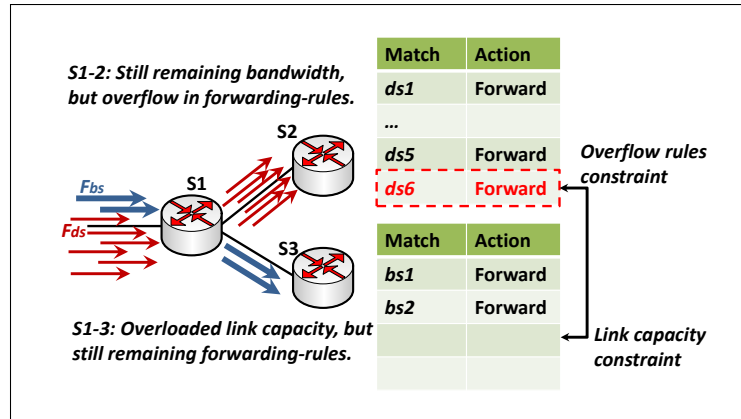 S1-2: Still remaining bandwidth,
but overflow in forwarding-rules.
S2
S1
Fbs
Fds
S3
S1-3: Overloaded link capacity, but
still remaining forwarding-rules.
Match Action
ds1 Forward
...
ds5 Forward
ds6 Forward
Overflow rules
constraint
Match Action
bs1 Forward
bs2 Forward
Link capacity
constraint